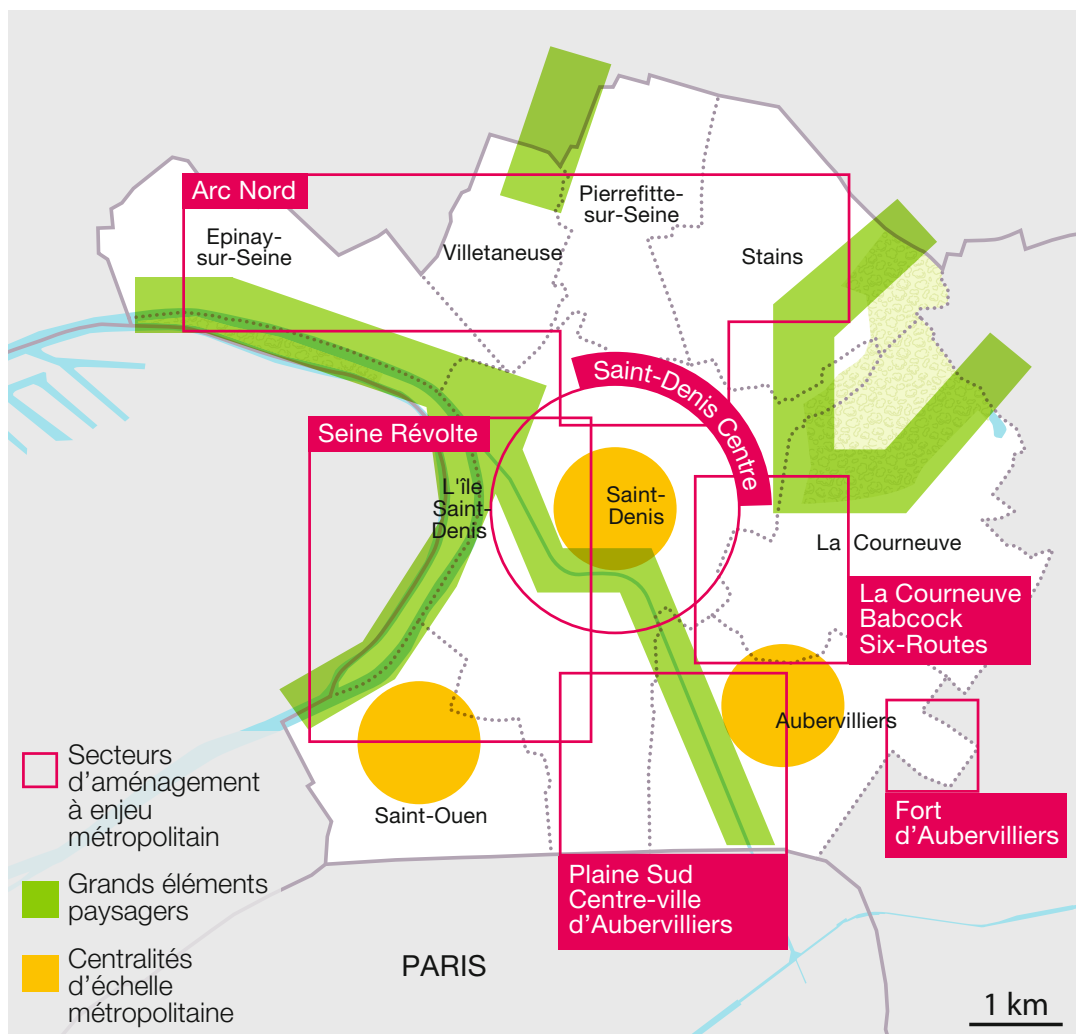 Arc Nord
Epinay-
sur-Seine
Villetaneuse
Pierrefitte-
sur-Seine
Stains
Saint-Denis Centre
Seine Révolte
L'île
Saint-
Denis
Saint-
Denis
La Courneuve
La Courneuve
Babcock
Six-Routes
Aubervilliers
Saint-Ouen
Fort
d'Aubervilliers
Plaine Sud
Centre-ville
d'Aubervilliers
PARIS
Secteurs
d'aménagement
à enjeu
métropolitain
Grands éléments
paysagers
Centralités
d'échelle
métropolitaine
1 km